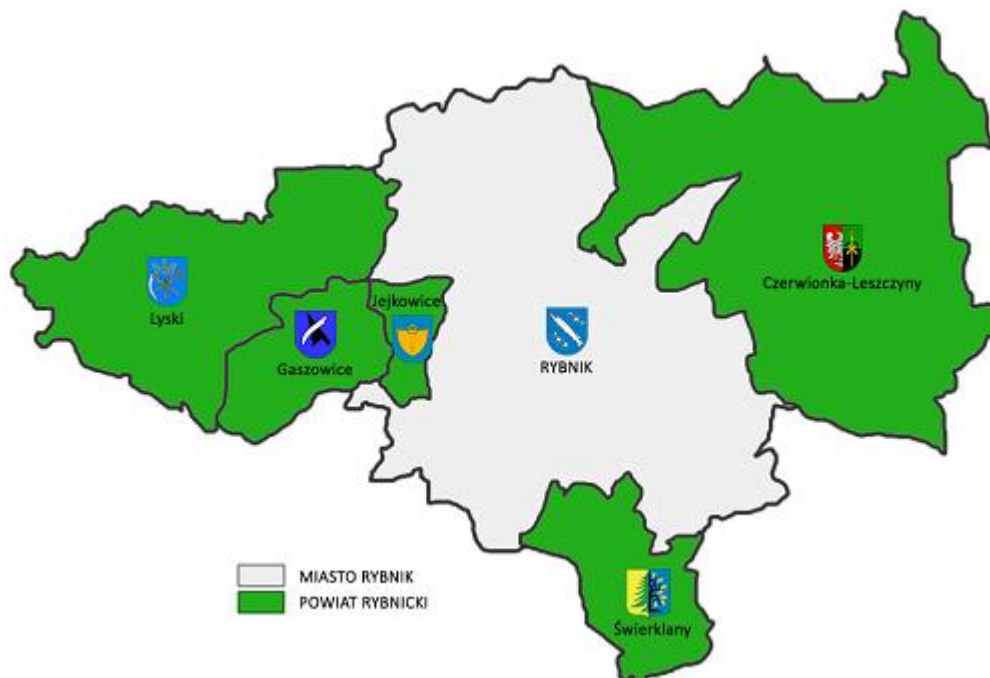 Czerwionka-Leszczyny
Jejkowice
Lyski
Gaszowice
RYBNIK
MIASTO RYBNIK
POWIAT RYBNICKI
Świerklany